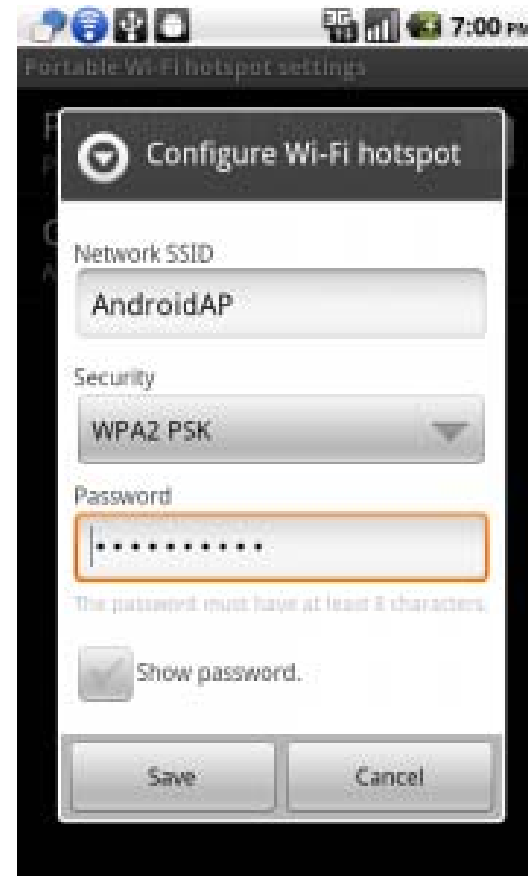 3G
7:00 PM
Portable Wi-Fi hotspot settings
Configure Wi-Fi hotspot
Network SSID
AndroidAP
Security
WPA2 PSK
Password
••••••••••
The password must have at least 8 characters.
Show password.
Save
Cancel